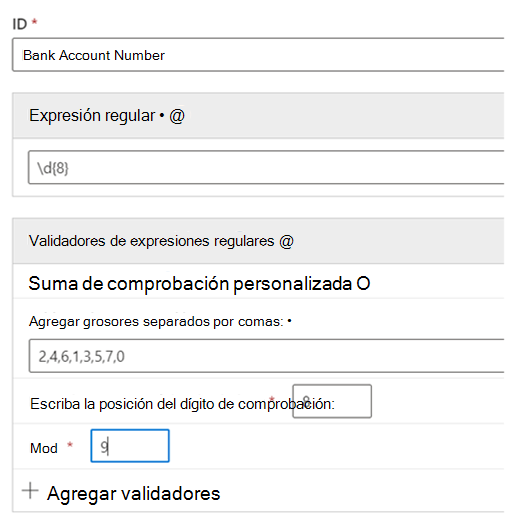 ID *
Bank Account Number
Expresión regular • @
\d{8}
Validadores de expresiones regulares @
Suma de comprobación personalizada O
Agregar grosores separados por comas: •
2,4,6,1,3,5,7,0
Escriba la posición del dígito de comprobación: *
Mod * 9
+ Agregar validadores